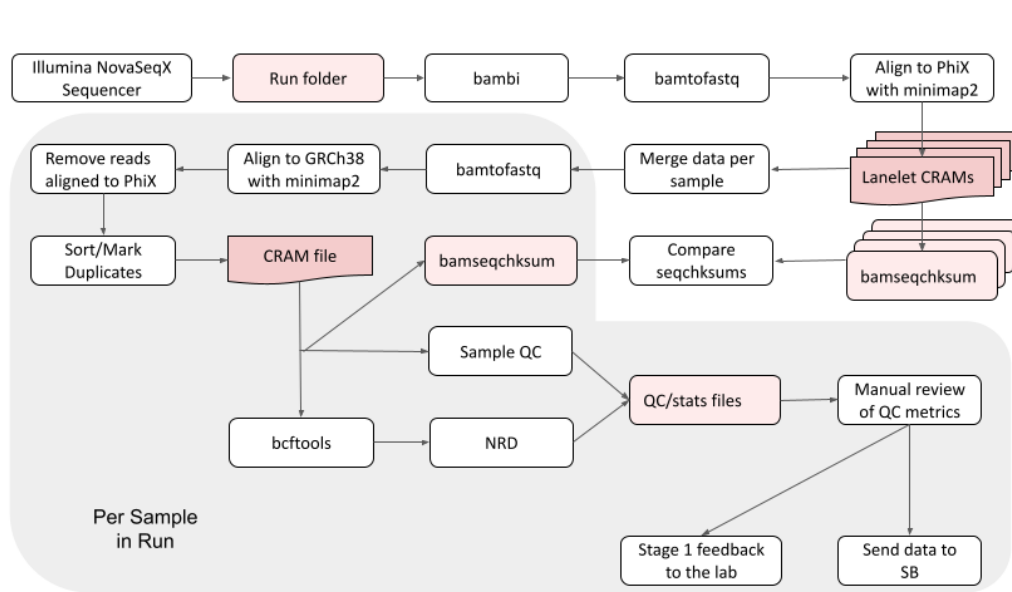 Illumina NovaSeqX
Sequencer
Run folder
bambi
bamtofastq
Align to PhiX
with minimap2
Remove reads
aligned to PhiX
Align to GRCh38
with minimap2
bamtofastq
Merge data per
sample
Lanelet CRAMs
Sort/Mark
Duplicates
CRAM file
bamseqchksum
Compare
seqchksums
bamseqchksum
Sample QC
QC/stats files
Manual review
of QC metrics
bcftools
NRD
Per Sample
in Run
Stage 1 feedback
to the lab
Send data to
SB